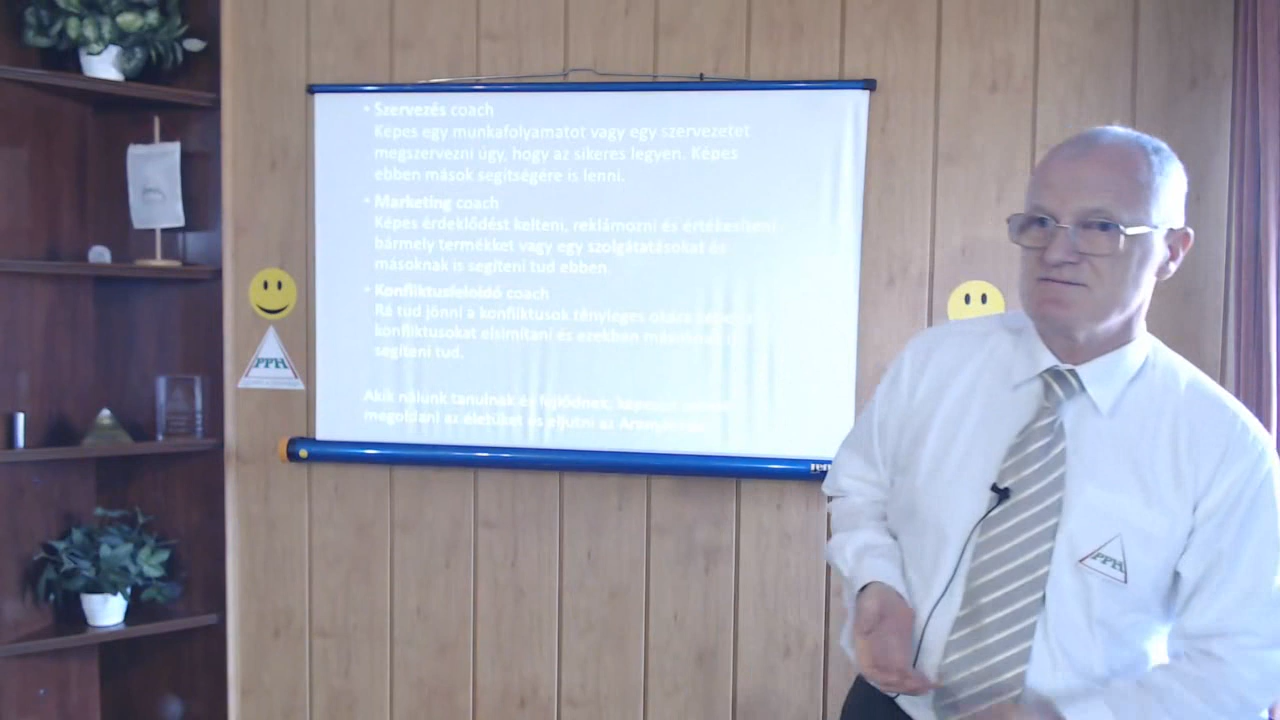 • Szervezés coach
Képes egy munkafolyamatot vagy egy szervezetet
megszervezni úgy, hogy az sikeres legyen. Képes
ebben mások segítségére is lenni.
• Marketing coach
Képes érdeklődést kelteni, reklámozni és értékesíteni
bármely termékket vagy egy szolgátatásokat és
másoknak is segíteni tud ebben.
• Konfliktusfeloldó coach
Rá tud jönni a konfliktusok tényleges okára
konfliktusokat elsimítani és ezekben
segíteni tud.
Akik nálunk tanulnak és fejlődnek,
megoldani az életüket és eljutni az
PPH
PPH